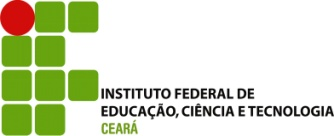 INSTITUTO FEDERAL DE
EDUCAÇÃO, CIÊNCIA E TECNOLOGIA
CEARÁ